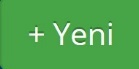 + Yeni